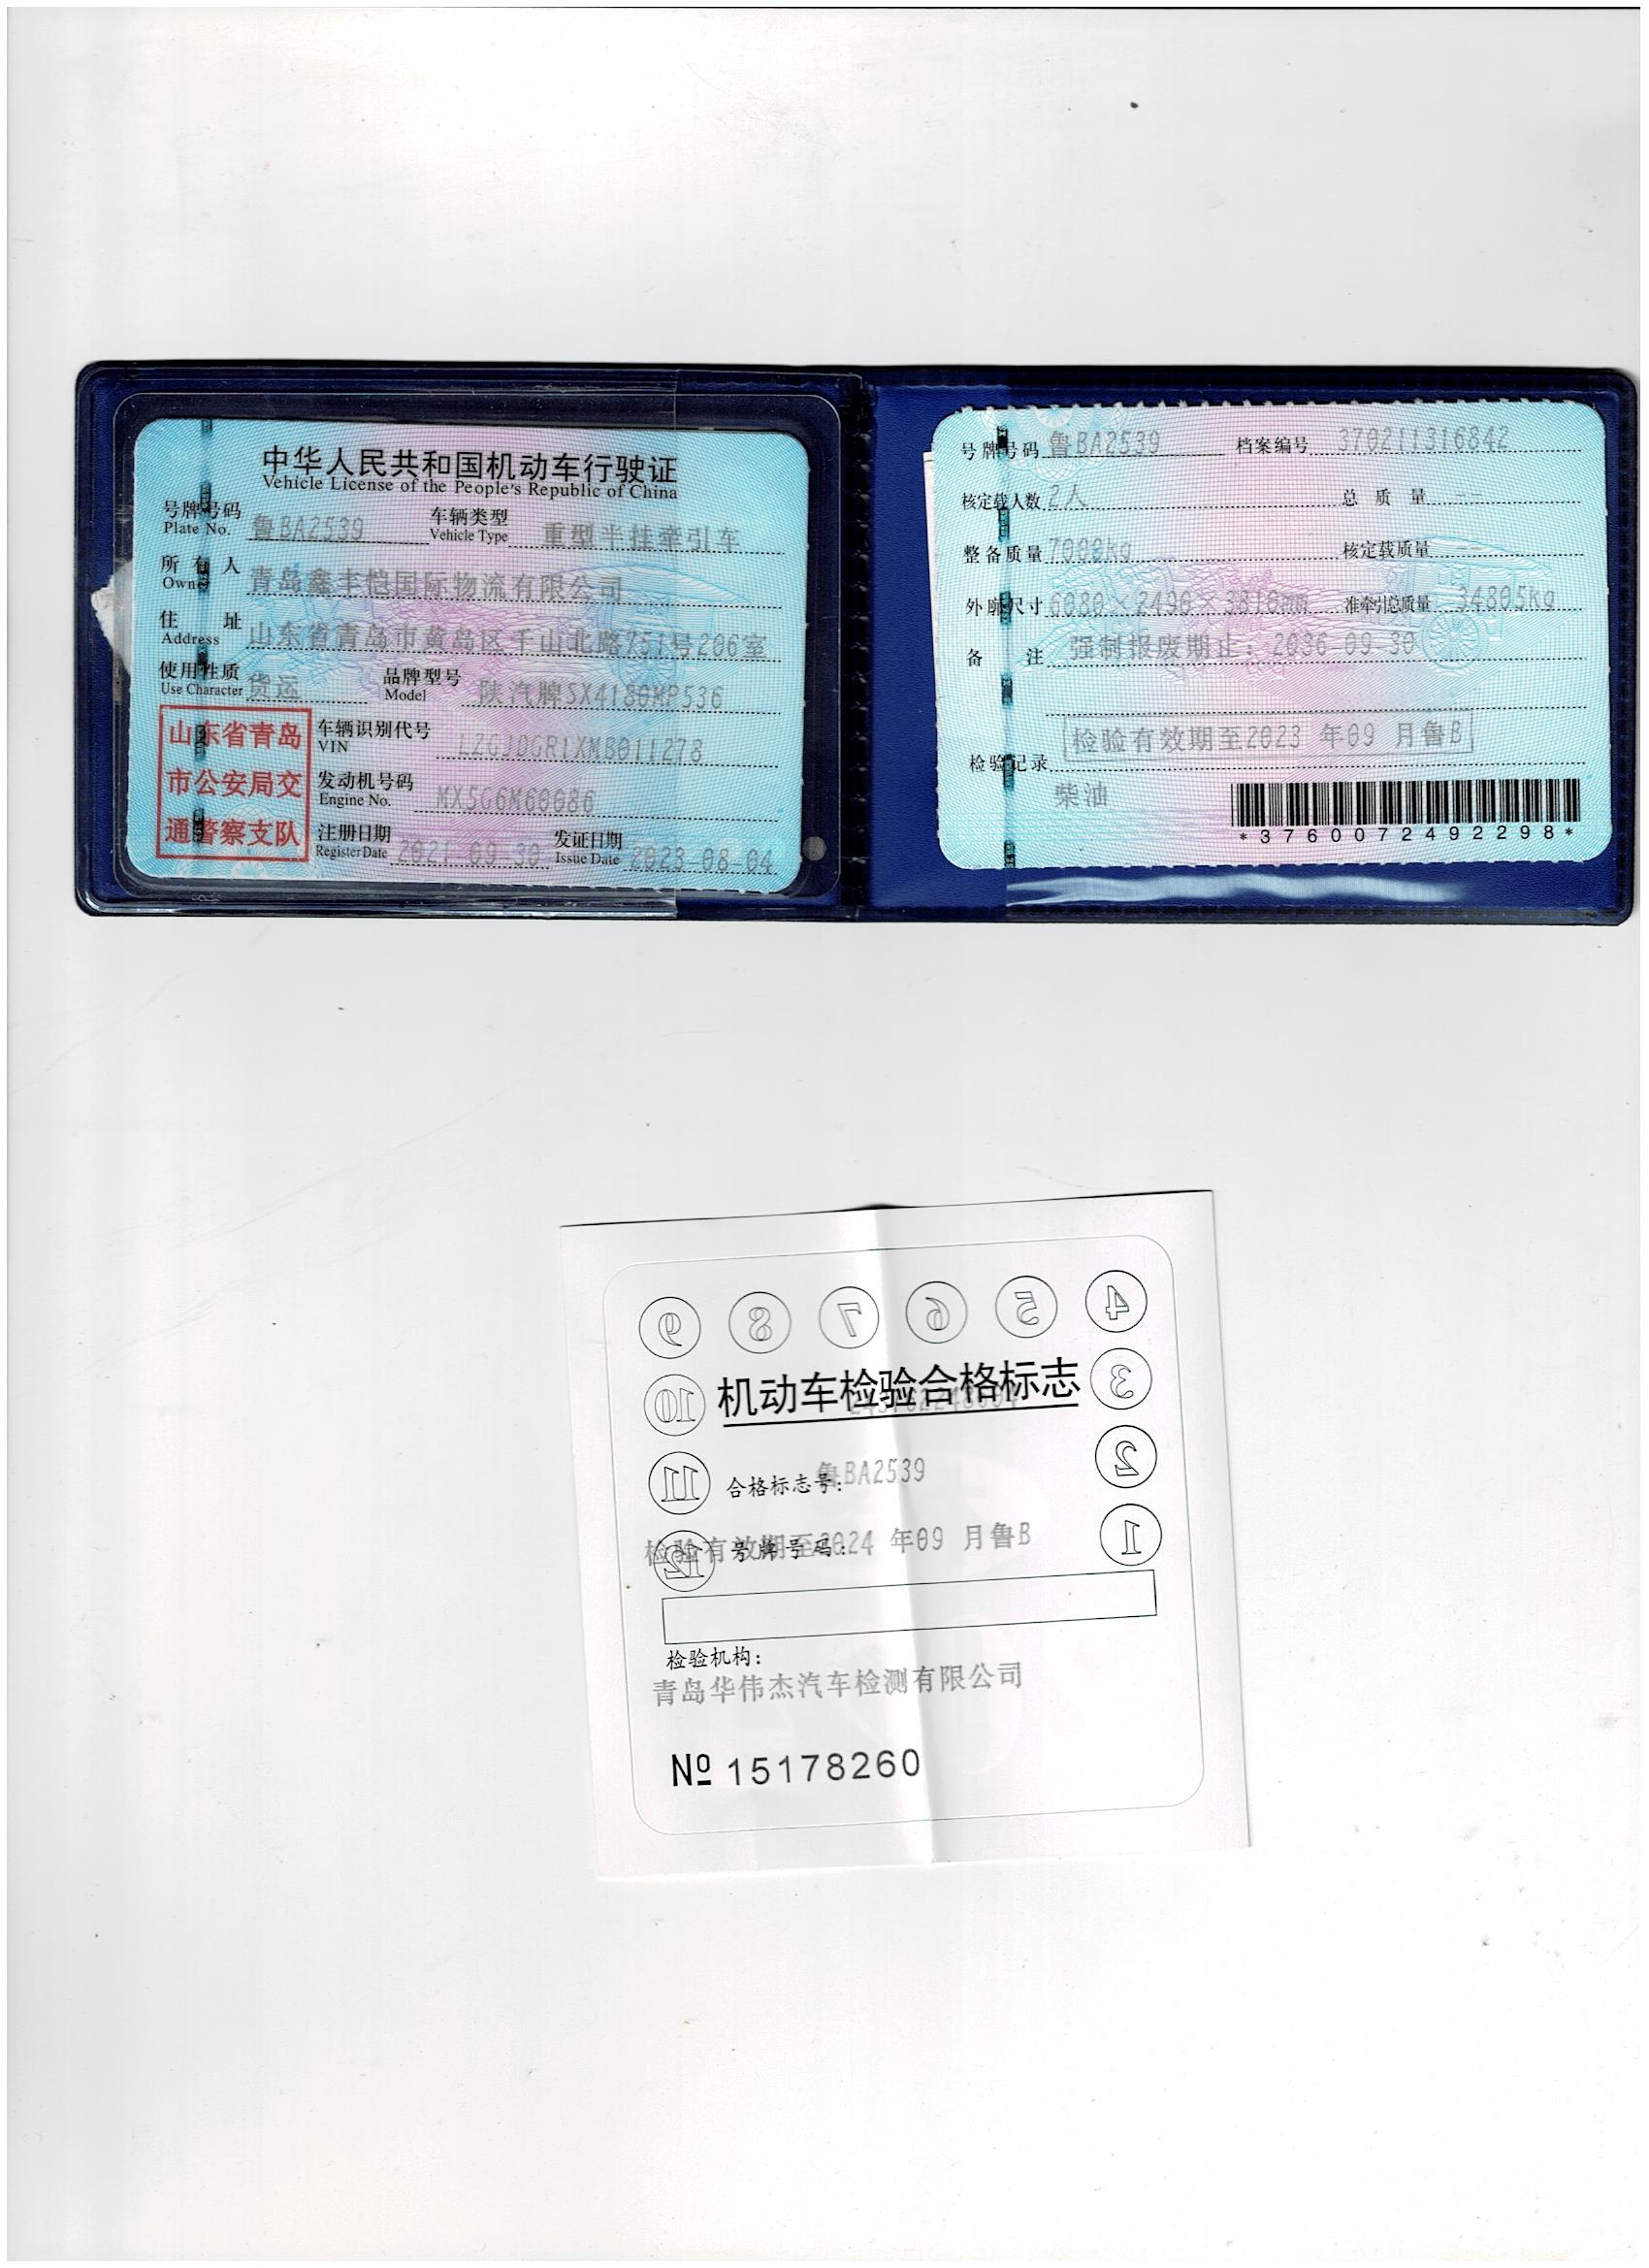 中华人民共和国机动车行驶证
Vehicle License of the People's Republic of China
号牌号码 鲁BA2539 车辆类型 重型半挂牵引车
Plate No. Vehicle Type
所有人 青岛鑫丰恺国际物流有限公司
Owner
住址 山东省青岛市黄岛区千山北路751号206室
Address
使用性质 货运 品牌型号 陕汽牌SX4180MP536
Use Character Model
山东省青岛
市公安局交
通警察支队
车辆识别代号 LZGJDGR1XMB011278
VIN
发动机号码 MX5G6M60086
Engine No.
注册日期 2021-09-30 发证日期 2023-08-04
Register Date Issue Date
号牌号码 鲁BA2539 档案编号 370211316842
核定载人数 2人 总质量 --
整备质量 7000kg 核定载质量 --
外廓尺寸 6080×2490×3810mm 准牵引总质量 34805kg
备注 强制报废期止：2036-09-30
检验有效期至2023 年09 月鲁B
检验记录
柴油
*3760072492298*
9 8 7 6 5 4
机动车检验合格标志
10 3
合格标志号：
鲁BA2539
11 2
检验有效期至2024 年09 月鲁B
12 号牌号码： 1
检验机构：
青岛华伟杰汽车检测有限公司
№ 15178260